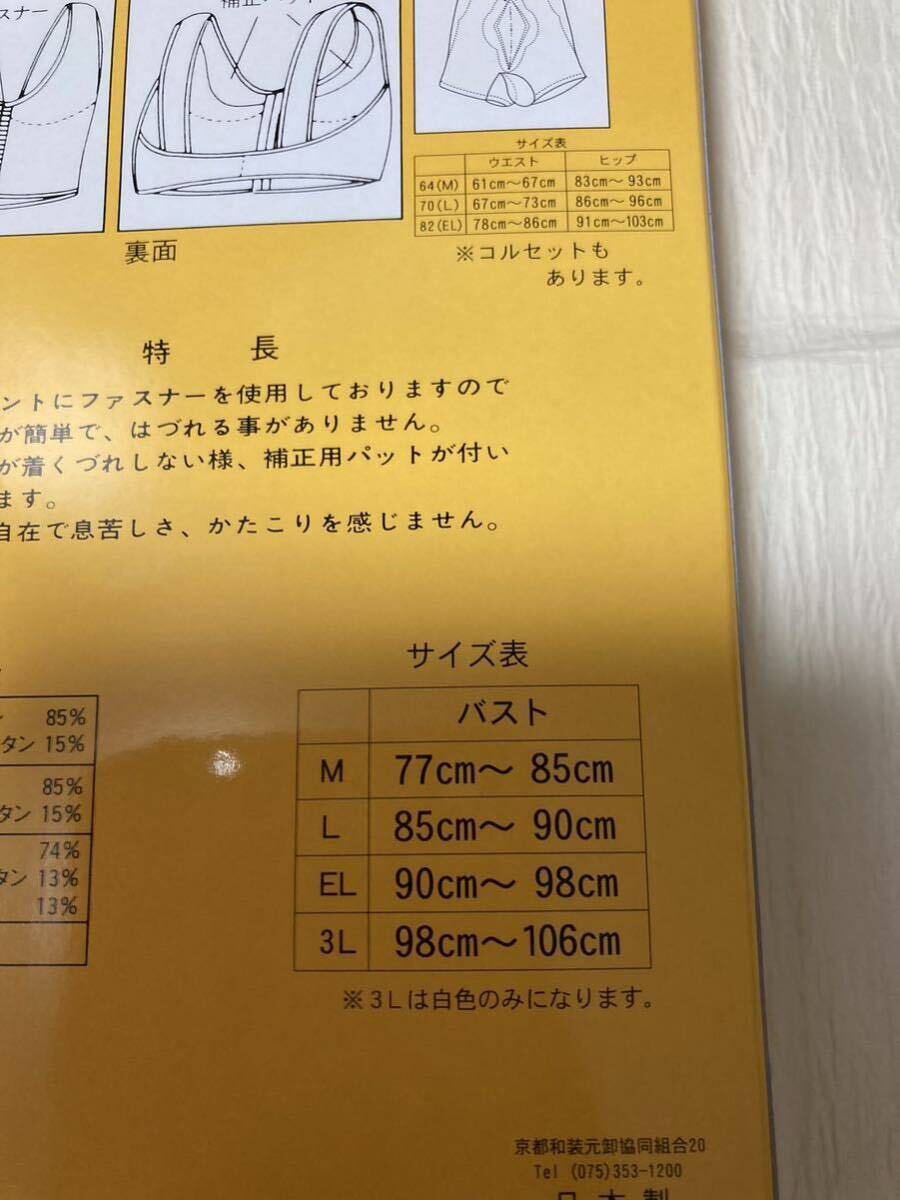 スナー
補正パット
サイズ表
ウエスト ヒップ
64(M) 61cm〜67cm 83cm〜 93cm
70(L) 67cm〜73cm 86cm〜 96cm
82(EL) 78cm〜86cm 91cm〜103cm
裏面
※コルセットも
あります。
特 長
ントにファスナーを使用しておりますので
が簡単で、はづれる事がありません。
が着くづれしない様、補正用パットが付い
ます。
自在で息苦しさ、かたこりを感じません。
サイズ表
バスト
M 77cm〜 85cm
L 85cm〜 90cm
EL 90cm〜 98cm
3L 98cm〜106cm
※3Lは白色のみになります。
ン 85%
タン 15%
85%
タン 15%
74%
タン 13%
13%
京都和装元卸協同組合20
Tel (075)353-1200
日本製